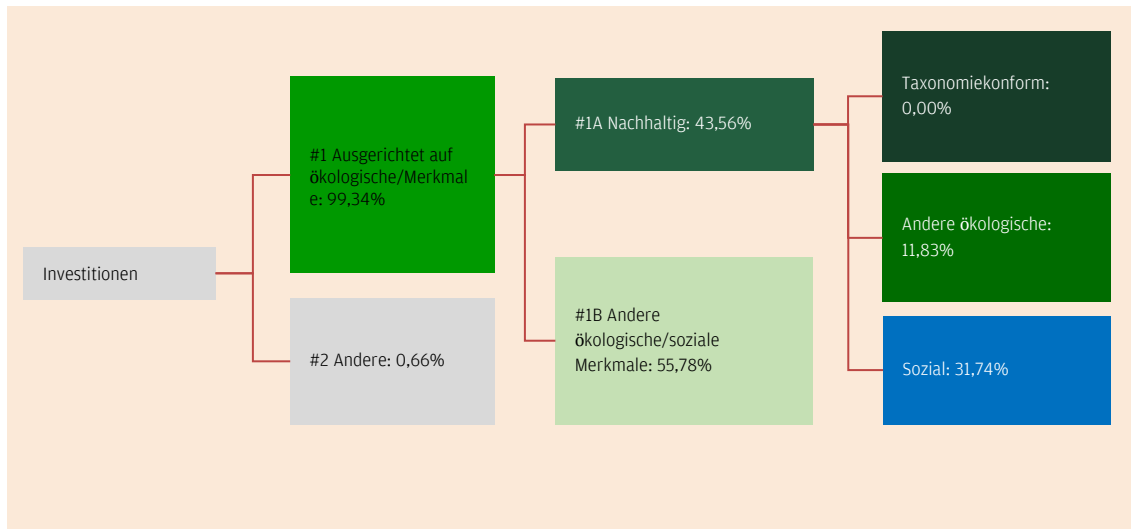 Investitionen
#1 Ausgerichtet auf
ökologische/Merkmal
e: 99,34%
#2 Andere: 0,66%
#1A Nachhaltig: 43,56%
#1B Andere
ökologische/soziale
Merkmale: 55,78%
Taxonomiekonform:
0,00%
Andere ökologische:
11,83%
Sozial: 31,74%